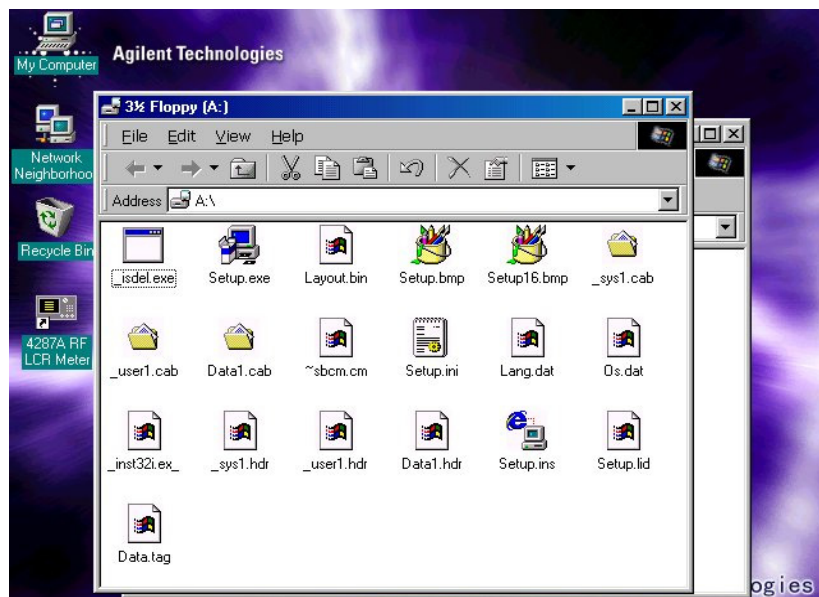 My Computer
Agilent Technologies
3½ Floppy (A:)
File Edit View Help
Address A:\
Network
Neighborhoo
Recycle Bin
4287A RF
LCR Meter
_isdel.exe Setup.exe Layout.bin Setup.bmp Setup16.bmp _sys1.cab
_user1.cab Data1.cab ~sbcm.cm Setup.ini Lang.dat Os.dat
_inst32i.ex_ _sys1.hdr _user1.hdr Data1.hdr Setup.ins Setup.lid
Data.tag
ogies